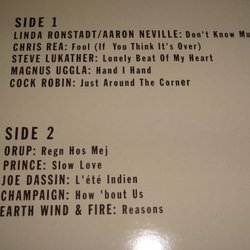 SIDE 1
LINDA RONSTADT/AARON NEVILLE: Don't Know Mu
CHRIS REA: Fool (If You Think It's Over)
STEVE LUKATHER: Lonely Beat Of My Heart
MAGNUS UGGLA: Hand I Hand
COCK ROBIN: Just Around The Corner
SIDE 2
ORUP: Regn Hos Mej
PRINCE: Slow Love
JOE DASSIN: L'été Indien
CHAMPAIGN: How 'bout Us
EARTH WIND & FIRE: Reasons